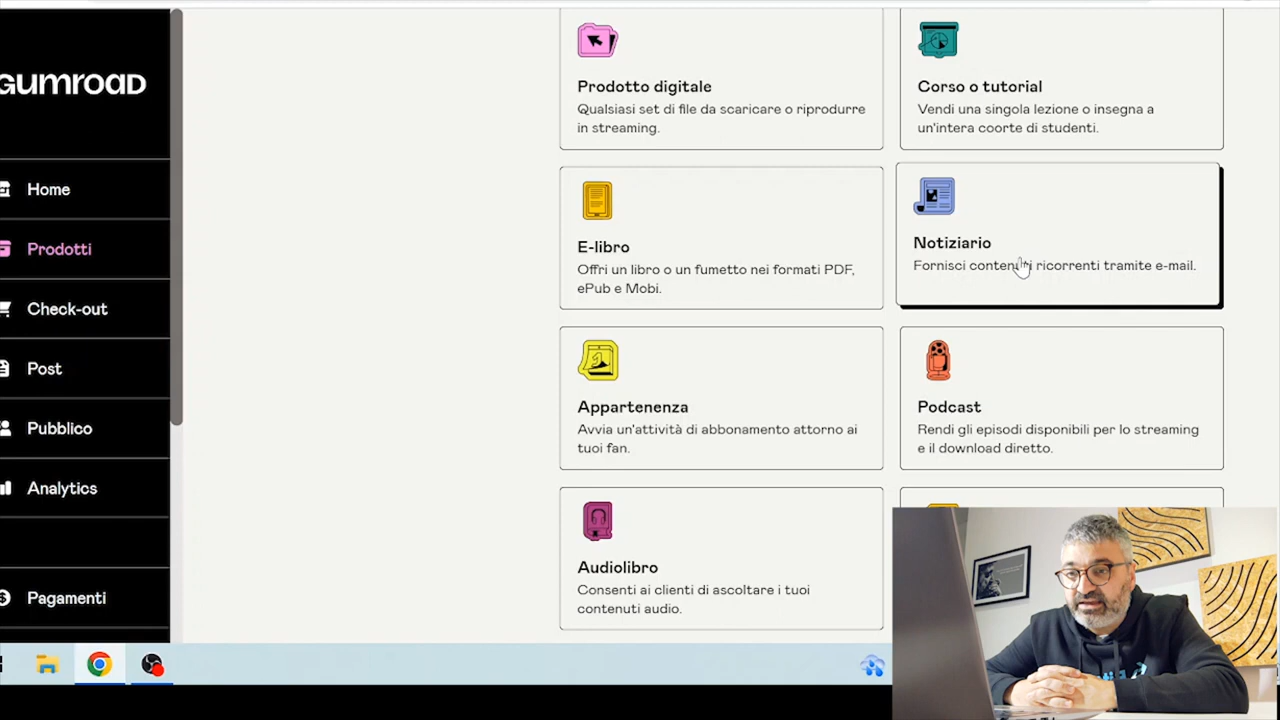 GUMROAD
Home
Prodotti
Check-out
Post
Pubblico
Analytics
Pagamenti
Prodotto digitale
Qualsiasi set di file da scaricare o riprodurre
in streaming.
Corso o tutorial
Vendi una singola lezione o insegna a
un'intera coorte di studenti.
E-libro
Offri un libro o un fumetto nei formati PDF,
ePub e Mobi.
Notiziario
Fornisci contenuti ricorrenti tramite e-mail.
Appartenenza
Avvia un'attività di abbonamento attorno ai
tuoi fan.
Podcast
Rendi gli episodi disponibili per lo streaming
e il download diretto.
Audiolibro
Consenti ai clienti di ascoltare i tuoi
contenuti audio.